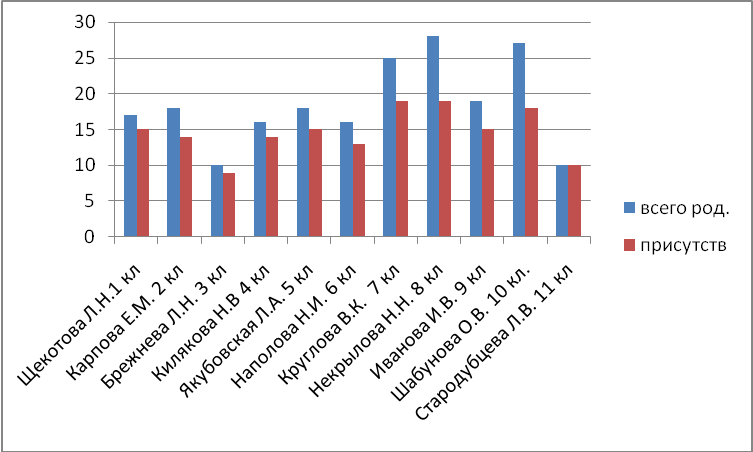 30
25
20
15
10
5
0
Щекотова Л.Н.1 кл
Карпова Е.М. 2 кл
Брежнева Л.Н. 3 кл
Килякова Н.В 4 кл
Якубовская Л.А. 5 кл
Наполова Н.И. 6 кл
Круглова В.К. 7 кл
Некрылова Н.Н. 8 кл
Иванова И.В. 9 кл
Шабунова О.В. 10 кл.
Стародубцева Л.В. 11 кл
всего род.
присутств